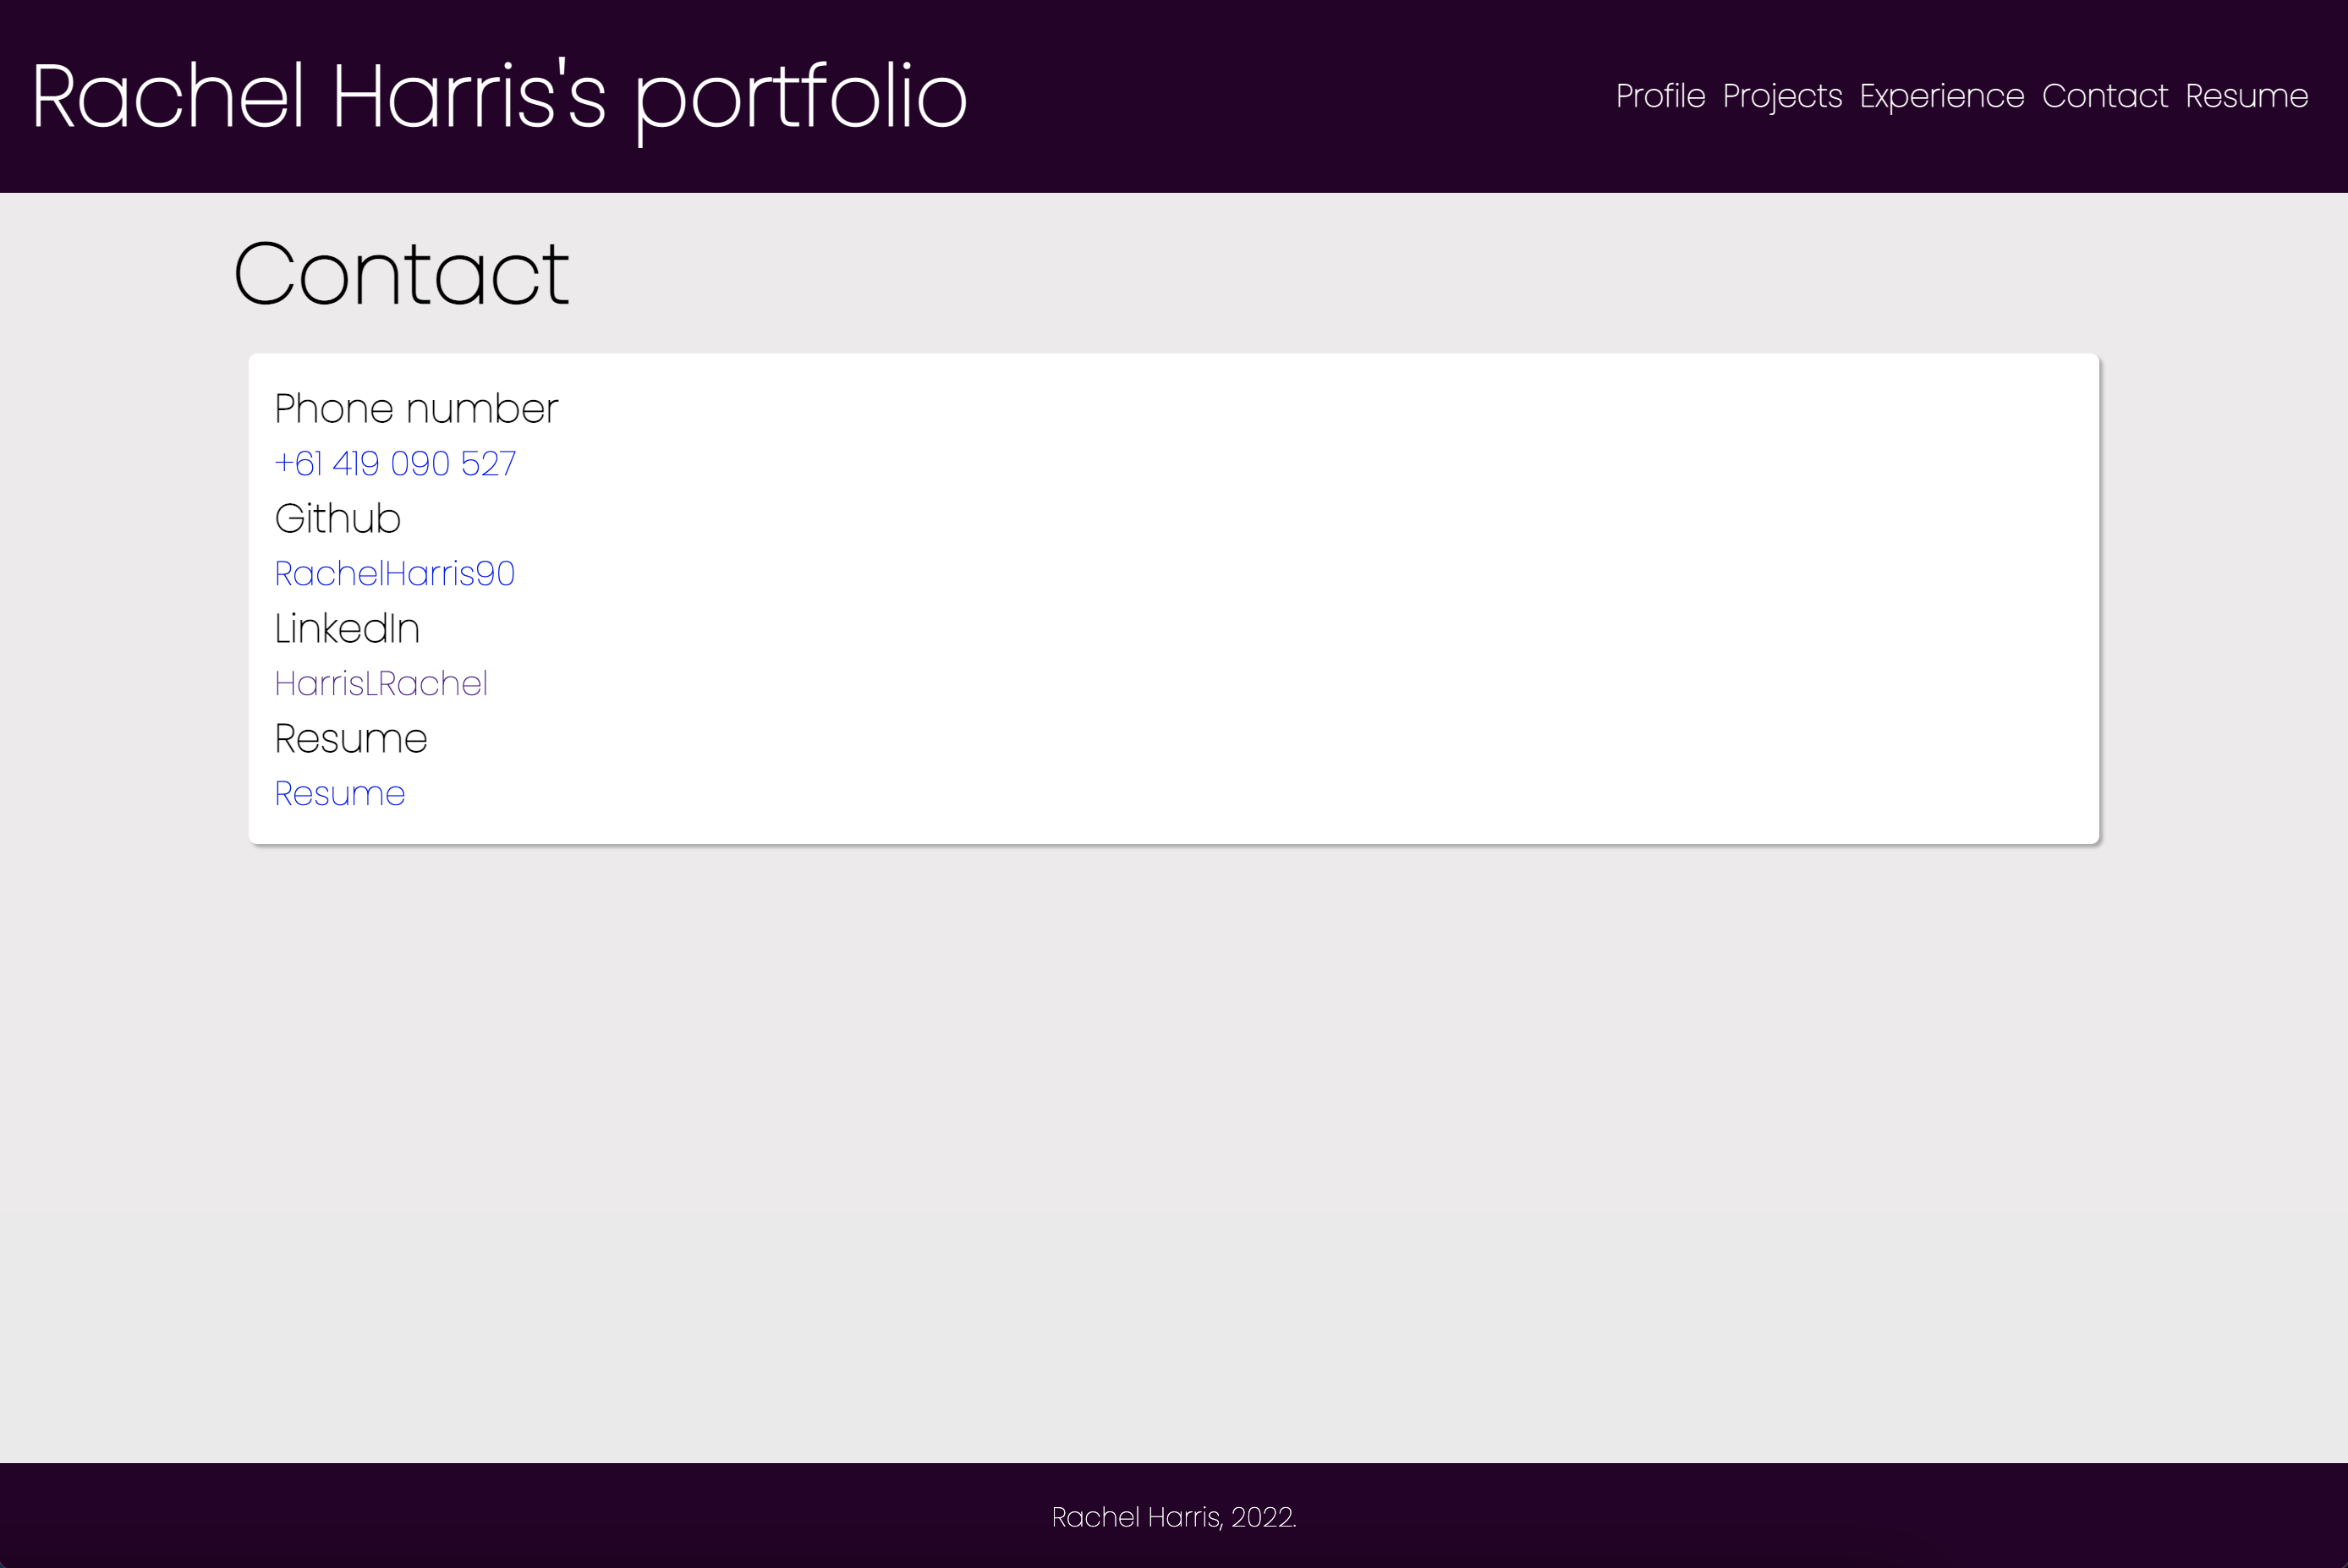 Rachel Harris's portfolio
Profile Projects Experience Contact Resume
Contact
Phone number
+61 419 090 527
Github
RachelHarris90
LinkedIn
HarrisLRachel
Resume
Resume
Rachel Harris, 2022.